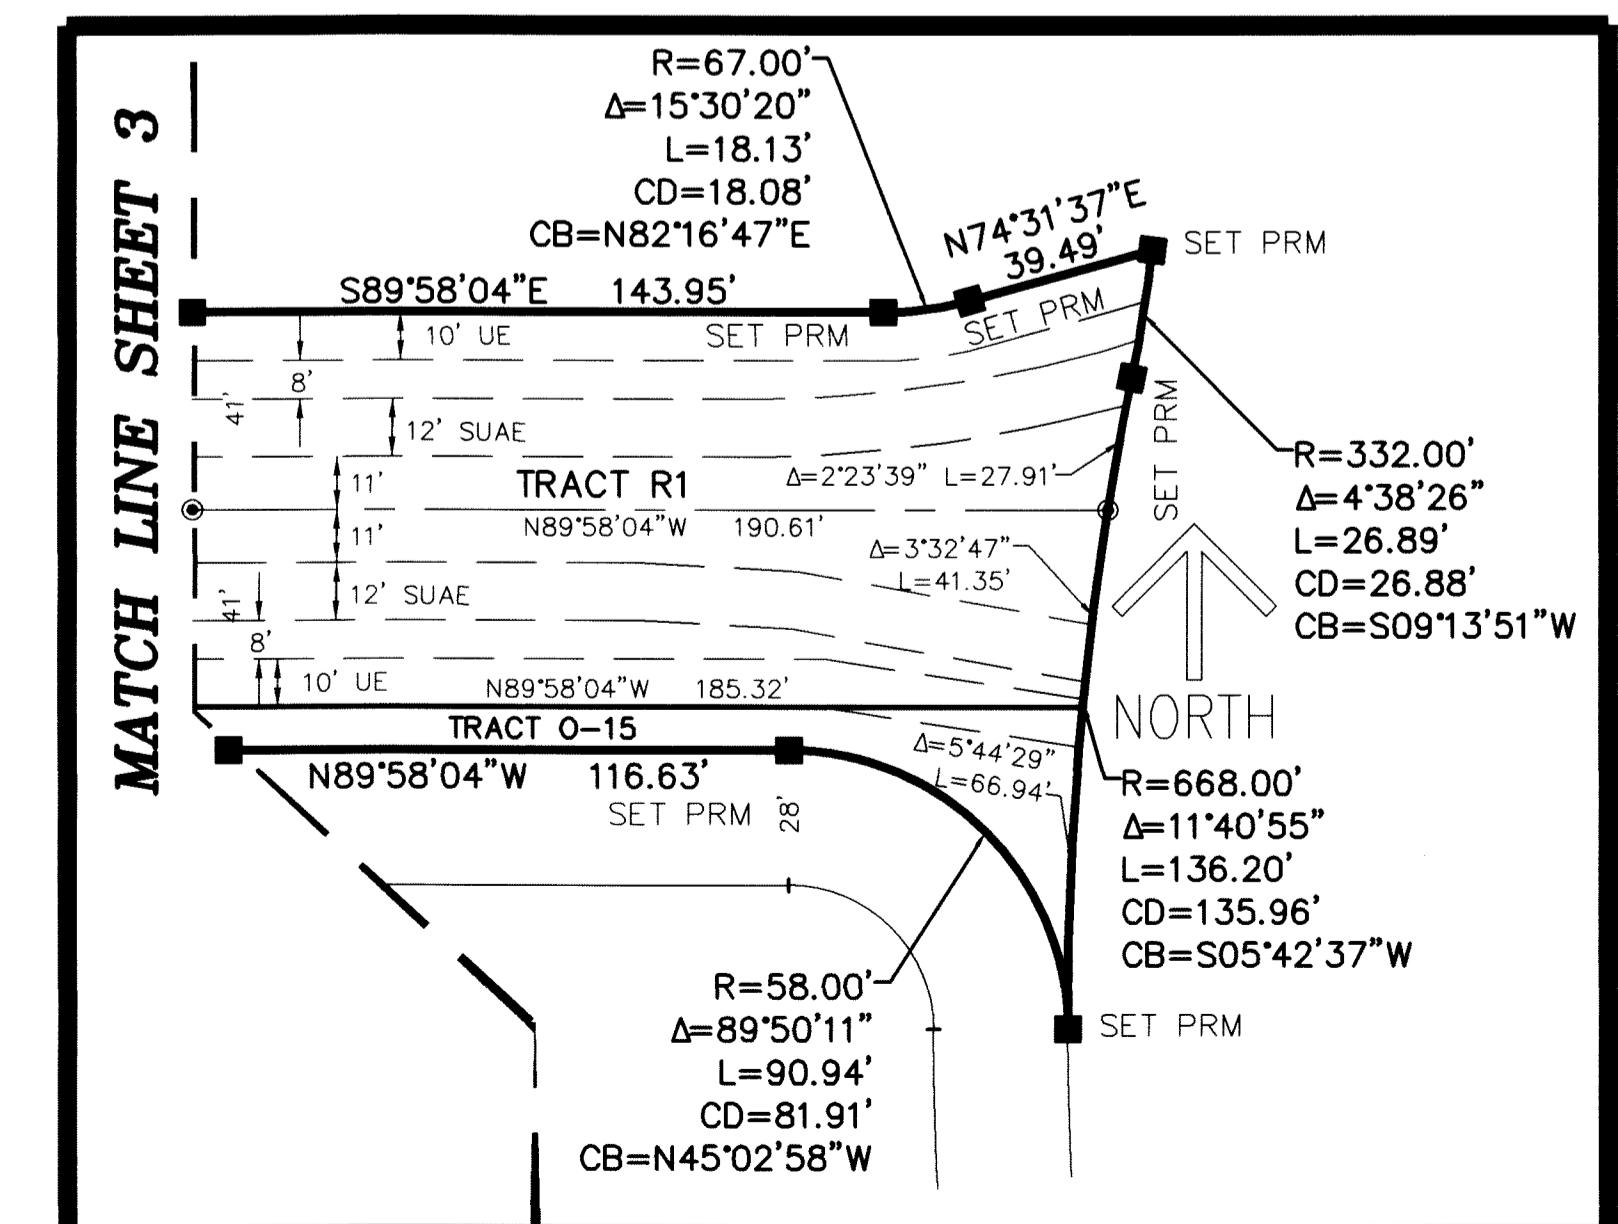 MATCH LINE SHEET 3
R=67.00'
Δ=15°30'20"
L=18.13'
CD=18.08'
CB=N82°16'47"E
N74°31'37"E
39.49'
SET PRM
S89°58'04"E 143.95'
10' UE
SET PRM
SET PRM
8'
41'
12' SUAE
SET PRM
R=332.00'
Δ=4°38'26"
L=26.89'
CD=26.88'
CB=S09°13'51"W
11'
TRACT R1
Δ=2°23'39" L=27.91'
N89°58'04"W 190.61'
11'
Δ=3°32'47"
L=41.35'
12' SUAE
41'
8'
10' UE
N89°58'04"W 185.32'
NORTH
TRACT O-15
N89°58'04"W 116.63'
SET PRM
28'
Δ=5°44'29"
L=66.94'
R=668.00'
Δ=11°40'55"
L=136.20'
CD=135.96'
CB=S05°42'37"W
R=58.00'
Δ=89°50'11"
L=90.94'
CD=81.91'
CB=N45°02'58"W
SET PRM